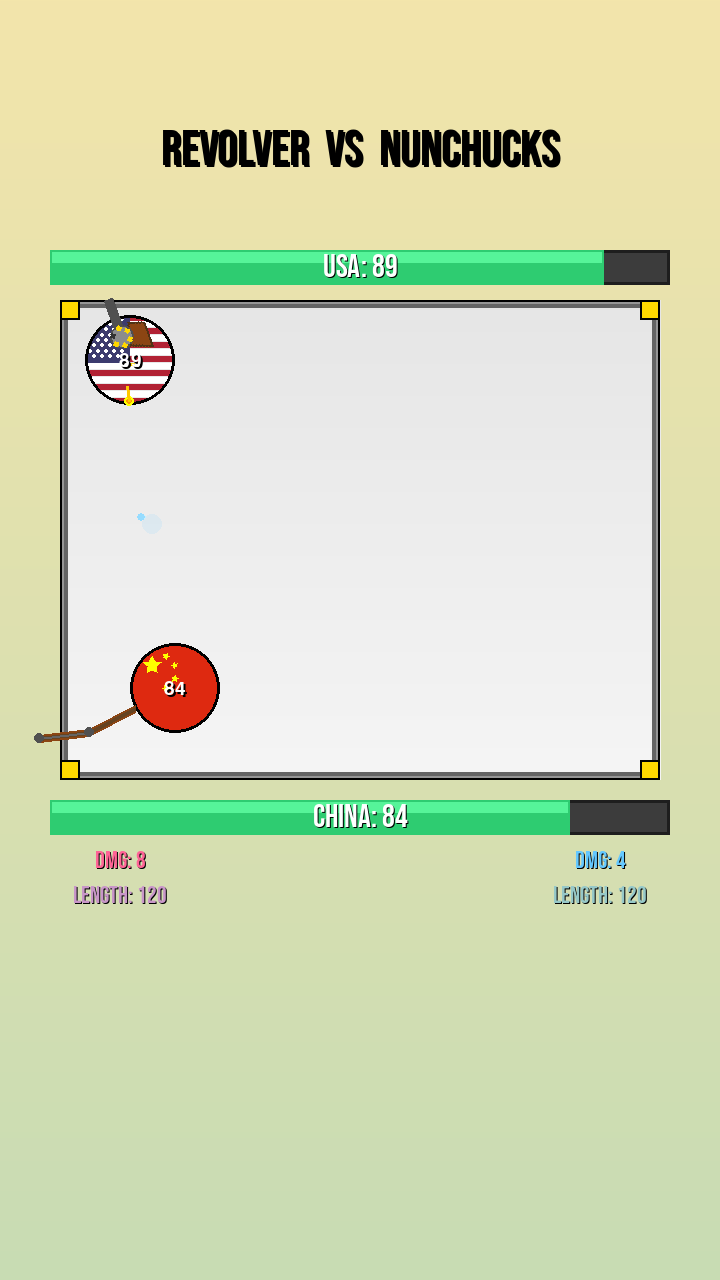 REVOLVER VS NUNCHUCKS
USA: 89
89
84
CHINA: 84
DMG: 8
DMG: 4
LENGTH: 120
LENGTH: 120